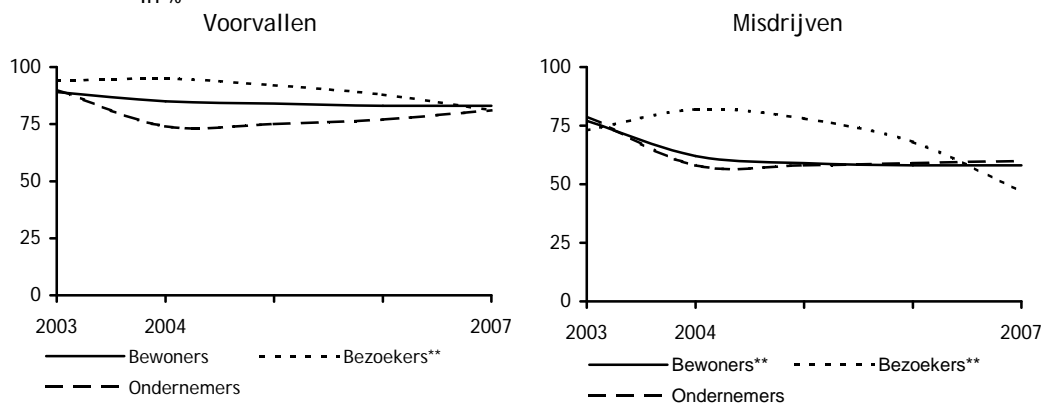 in %
Voorvallen
100
75
50
25
0
2003 2004 2007
Bewoners Bezoekers**
Ondernemers
Misdrijven
100
75
50
25
0
2003 2004 2007
Bewoners** Bezoekers**
Ondernemers